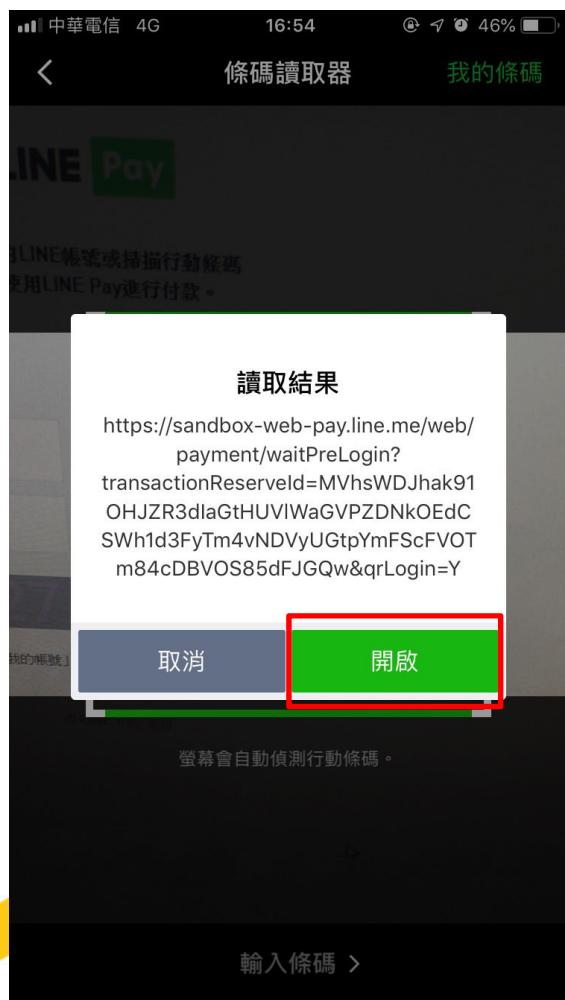 中華電信 4G 16:54 46%
條碼讀取器 我的條碼
LINE Pay
LINE帳號或掃描行動條碼
使用LINE Pay進行付款。
讀取結果
https://sandbox-web-pay.line.me/web/
payment/waitPreLogin?
transactionReserveId=MVhsWDJhak91
OHJZR3dlaGtHUVlWaGVPZDNkOEdC
SWh1d3FyTm4vNDVyUGtpYmFScFVOT
m84cDBVOS85dFJGQw&qrLogin=Y
取消 開啟
我的帳號」
螢幕會自動偵測行動條碼。
輸入條碼 >